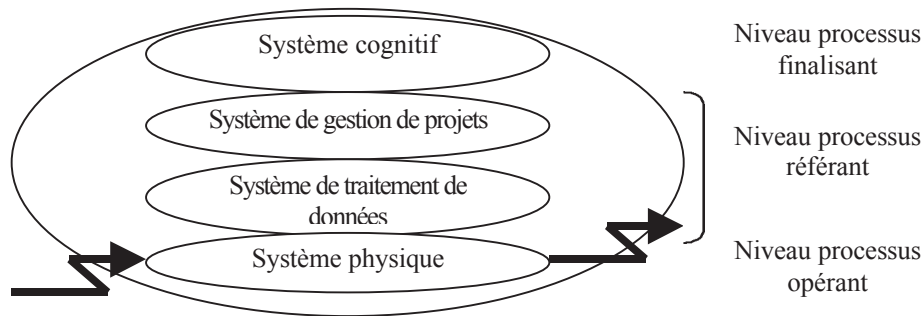 Système cognitif
Niveau processus
finalisant
Système de gestion de projets
Niveau processus
référant
Système de traitement de
données
Système physique
Niveau processus
opérant